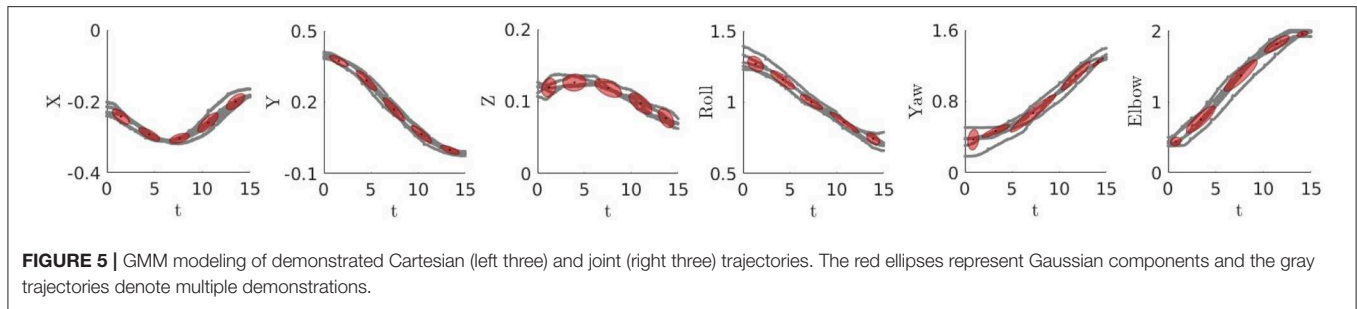 0
-0.2
-0.4
X
0 5 10 15
t
0.5
0.2
-0.1
Y
0 5 10 15
t
0.2
0.1
0
Z
0 5 10 15
t
1.5
1
0.5
Roll
0 5 10 15
t
1.6
0.8
0
Yaw
0 5 10 15
t
2
1
0
Elbow
0 5 10 15
t
FIGURE 5 | GMM modeling of demonstrated Cartesian (left three) and joint (right three) trajectories. The red ellipses represent Gaussian components and the gray
trajectories denote multiple demonstrations.